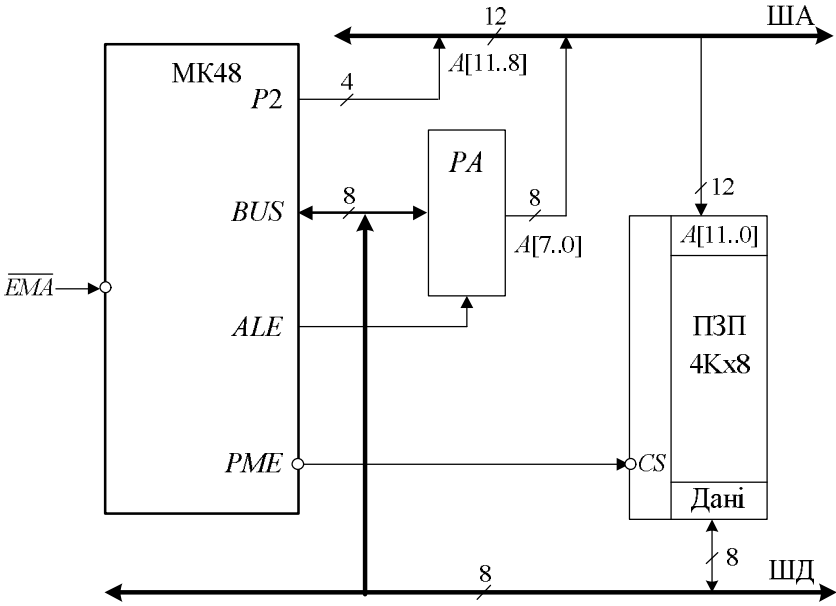 ША
12
МК48
A[11..8]
P2
4
PA
BUS
8
8
12
A[7..0]
A[11..0]
EMA
ALE
ПЗП
4Kx8
PME
CS
Дані
8
8
ШД